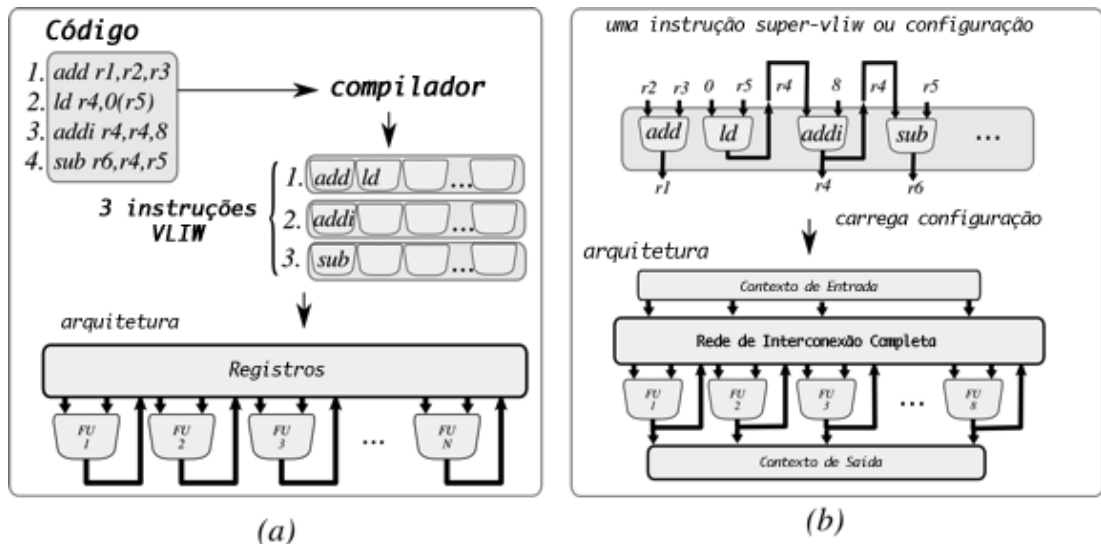 Código
1. add r1,r2,r3
2. ld r4,0(r5)
3. addi r4,r4,8
4. sub r6,r4,r5
compilador
3 instruções
VLIW
1. add ld ...
2. addi ...
3. sub ...
arquitetura
Registros
FU 1
FU 2
FU 3
...
FU N
(a)
uma instrução super-vliw ou configuração
r2 r3 0 r5 r4 8 r4 r5
add ld addi sub ...
r1 r4 r6
carrega configuração
arquitetura
Contexto de Entrada
Rede de Interconexão Completa
FU 1
FU 2
FU 3
...
FU 8
Contexto de Saída
(b)